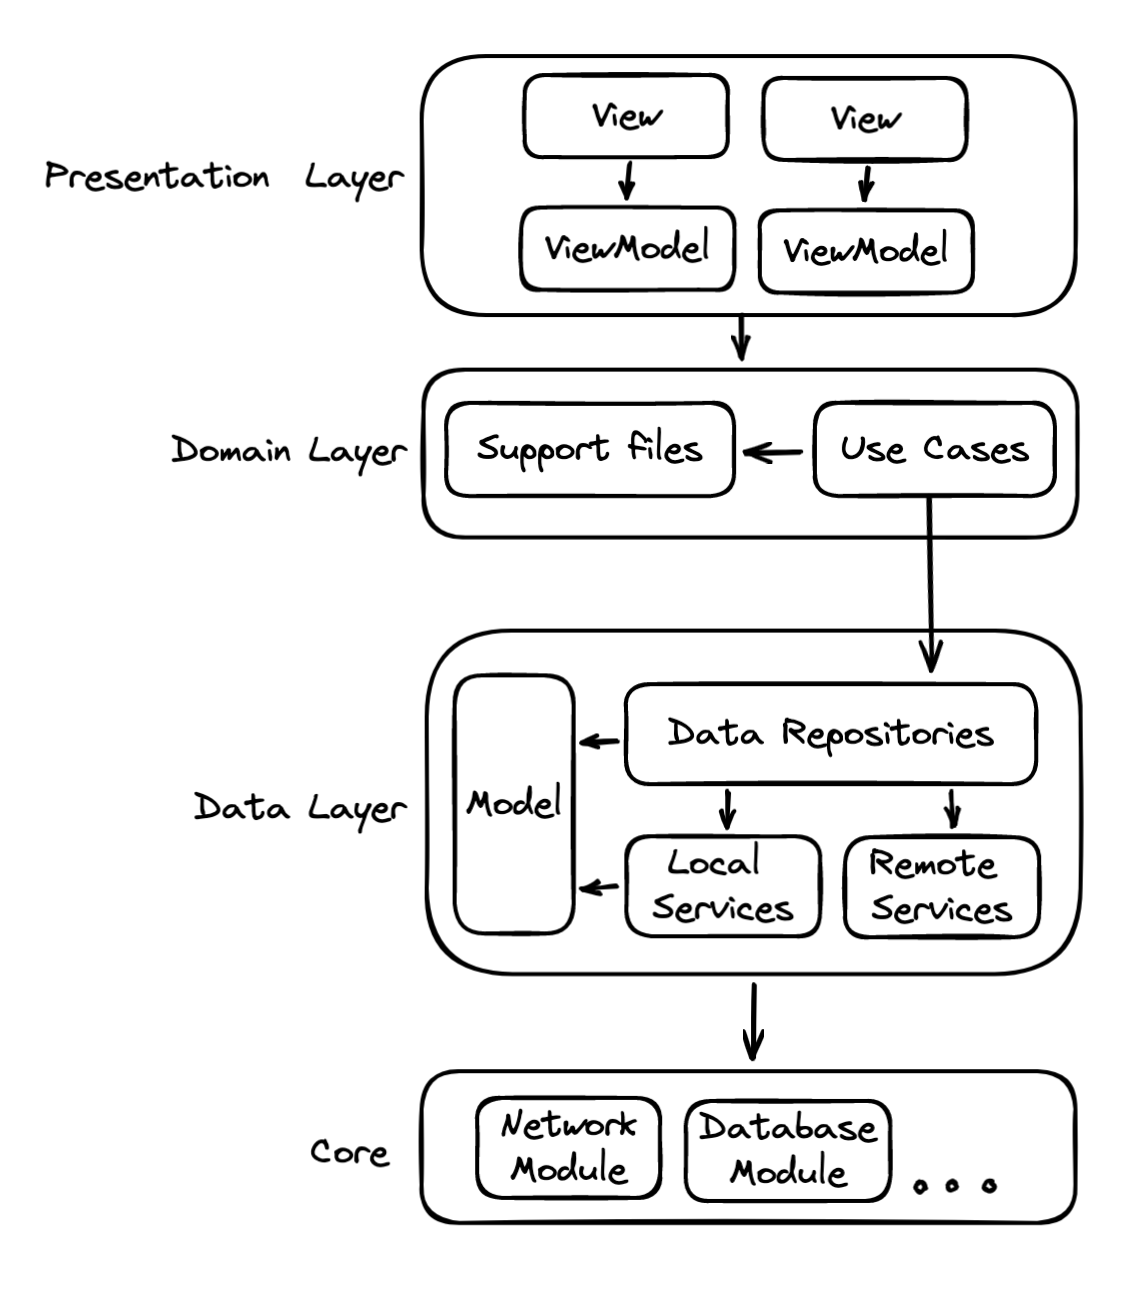 View
View
Presentation Layer
ViewModel
ViewModel
Domain Layer
Support files
Use Cases
Data Repositories
Data Layer
Model
Local
Services
Remote
Services
Core
Network
Module
Database
Module
...